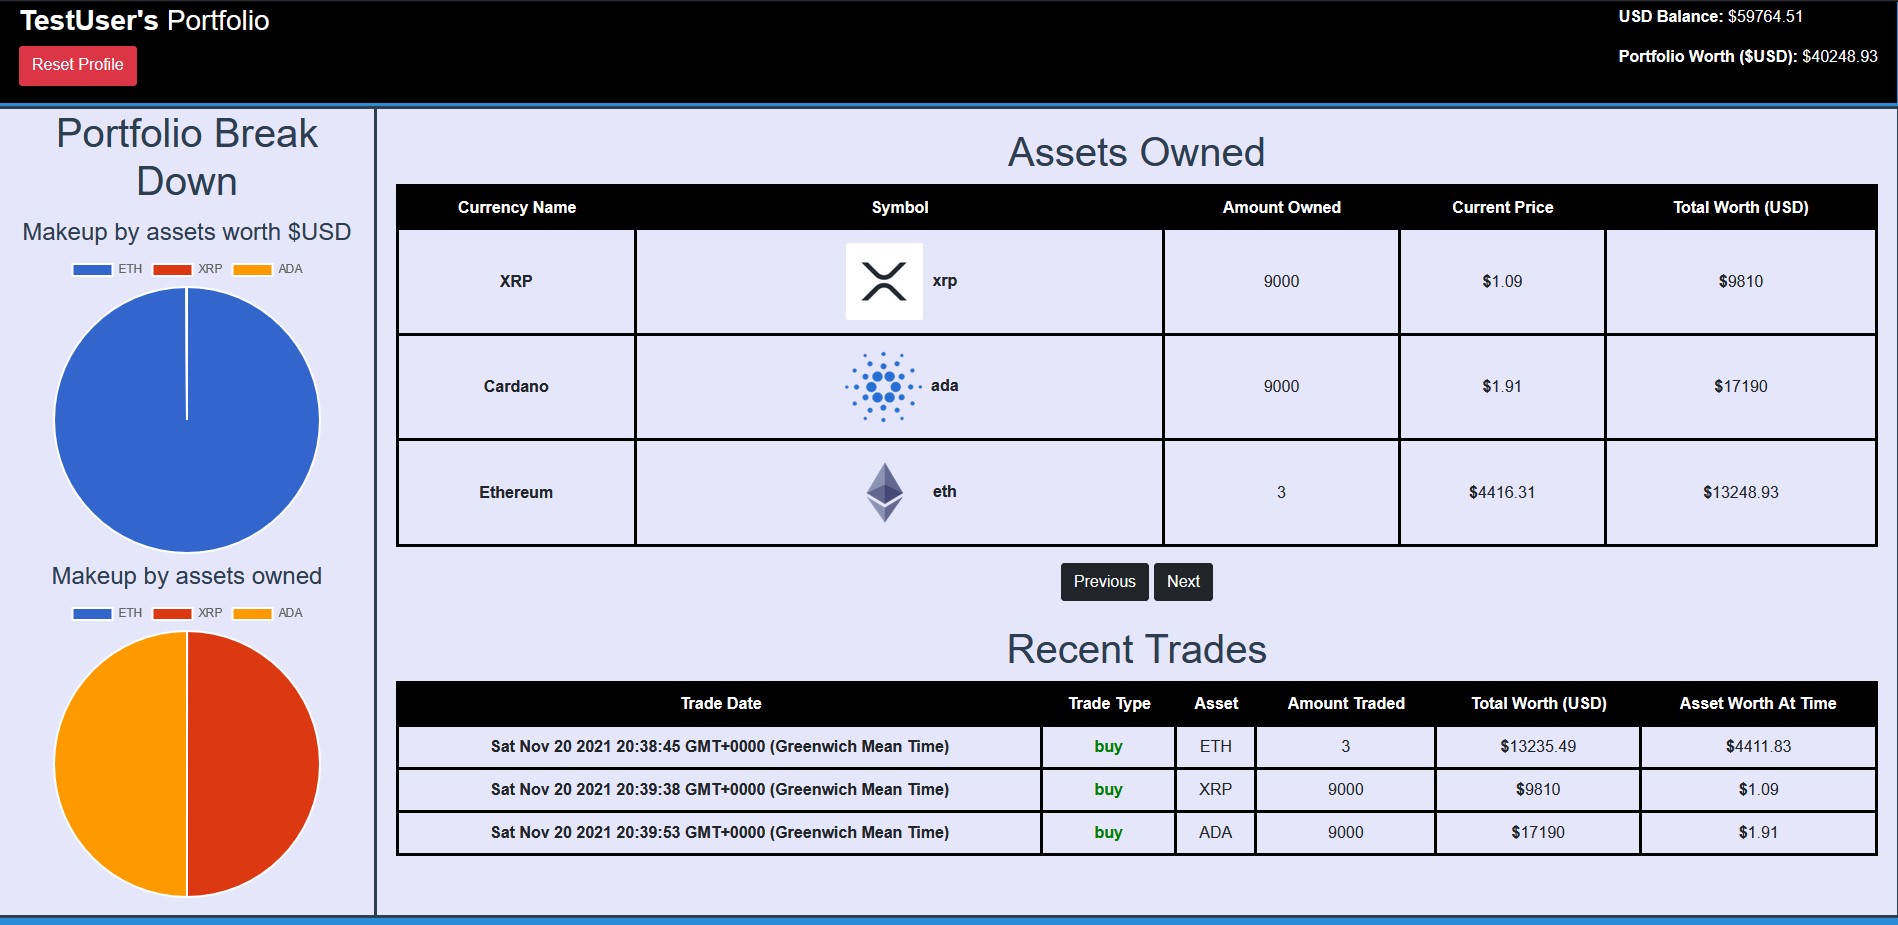 TestUser's Portfolio
Reset Profile
USD Balance: $59764.51
Portfolio Worth ($USD): $40248.93
Portfolio Break
Down
Makeup by assets worth $USD
ETH XRP ADA
Makeup by assets owned
ETH XRP ADA
Assets Owned
Currency Name Symbol Amount Owned Current Price Total Worth (USD)
XRP xrp 9000 $1.09 $9810
Cardano ada 9000 $1.91 $17190
Ethereum eth 3 $4416.31 $13248.93
Previous Next
Recent Trades
Trade Date Trade Type Asset Amount Traded Total Worth (USD) Asset Worth At Time
Sat Nov 20 2021 20:38:45 GMT+0000 (Greenwich Mean Time) buy ETH 3 $13235.49 $4411.83
Sat Nov 20 2021 20:39:38 GMT+0000 (Greenwich Mean Time) buy XRP 9000 $9810 $1.09
Sat Nov 20 2021 20:39:53 GMT+0000 (Greenwich Mean Time) buy ADA 9000 $17190 $1.91